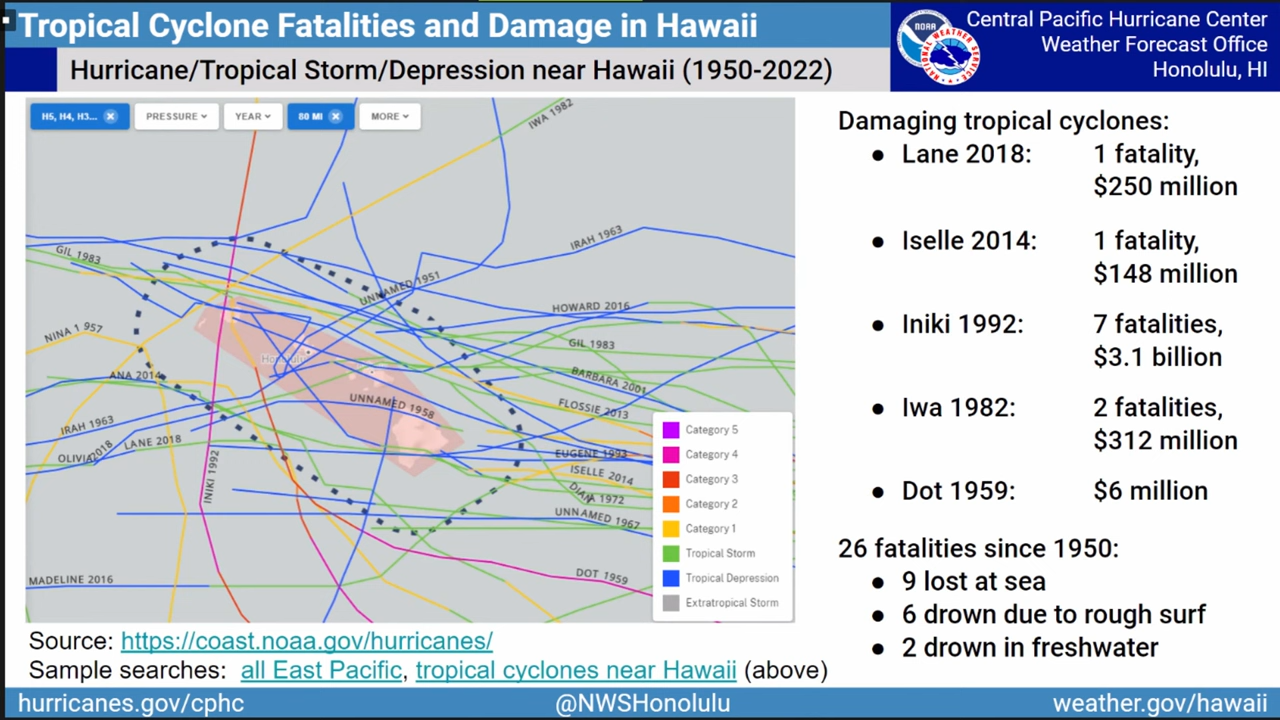 Tropical Cyclone Fatalities and Damage in Hawaii
Hurricane/Tropical Storm/Depression near Hawaii (1950-2022)
NOAA
NATIONAL WEATHER SERVICE
Central Pacific Hurricane Center
Weather Forecast Office
Honolulu, HI
H5, H4, H3...
PRESSURE
YEAR
80 MI
MORE
IWA 1982
GIL 1983
IRAH 1963
UNNAMED 1951
HOWARD 2016
NINA 1 957
Honolulu
GIL 1983
ANA 2014
BARBARA 2001
UNNAMED 1958
FLOSSIE 2013
IRAH 1963
LANE 2018
OLIVIA 2018
INIKI 1992
EUGENE 1993
ISELLE 2014
DIANA 1972
UNNAMED 1967
MADELINE 2016
DOT 1959
Category 5
Category 4
Category 3
Category 2
Category 1
Tropical Storm
Tropical Depression
Extratropical Storm
Source: https://coast.noaa.gov/hurricanes/
Sample searches: all East Pacific, tropical cyclones near Hawaii (above)
Damaging tropical cyclones:
● Lane 2018: 1 fatality,
$250 million
● Iselle 2014: 1 fatality,
$148 million
● Iniki 1992: 7 fatalities,
$3.1 billion
● Iwa 1982: 2 fatalities,
$312 million
● Dot 1959: $6 million
26 fatalities since 1950:
● 9 lost at sea
● 6 drown due to rough surf
● 2 drown in freshwater
hurricanes.gov/cphc
@NWSHonolulu
weather.gov/hawaii